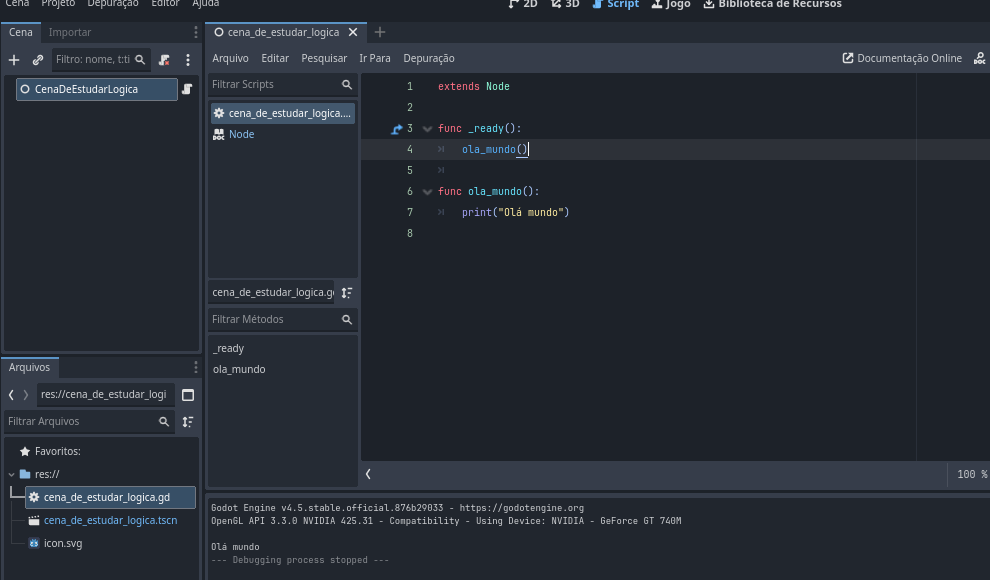 Cena Projeto Depuração Editor Ajuda 2D 3D Script Jogo Biblioteca de Recursos
Cena Importar
cena_de_estudar_logica
Filtro: nome, t:ti
CenaDeEstudarLogica
Arquivo Editar Pesquisar Ir Para Depuração Documentação Online
Filtrar Scripts
cena_de_estudar_logica....
Node
cena_de_estudar_logica.g
Filtrar Métodos
_ready
ola_mundo
1 extends Node
2
3 func _ready():
4 ola_mundo()
5
6 func ola_mundo():
7 print("Olá mundo")
8
100 %
Arquivos
res://cena_de_estudar_logi
Filtrar Arquivos
Favoritos:
res://
cena_de_estudar_logica.gd
cena_de_estudar_logica.tscn
icon.svg
Godot Engine v4.5.stable.official.876b29033 - https://godotengine.org
OpenGL API 3.3.0 NVIDIA 425.31 - Compatibility - Using Device: NVIDIA - GeForce GT 740M
Olá mundo
--- Debugging process stopped ---